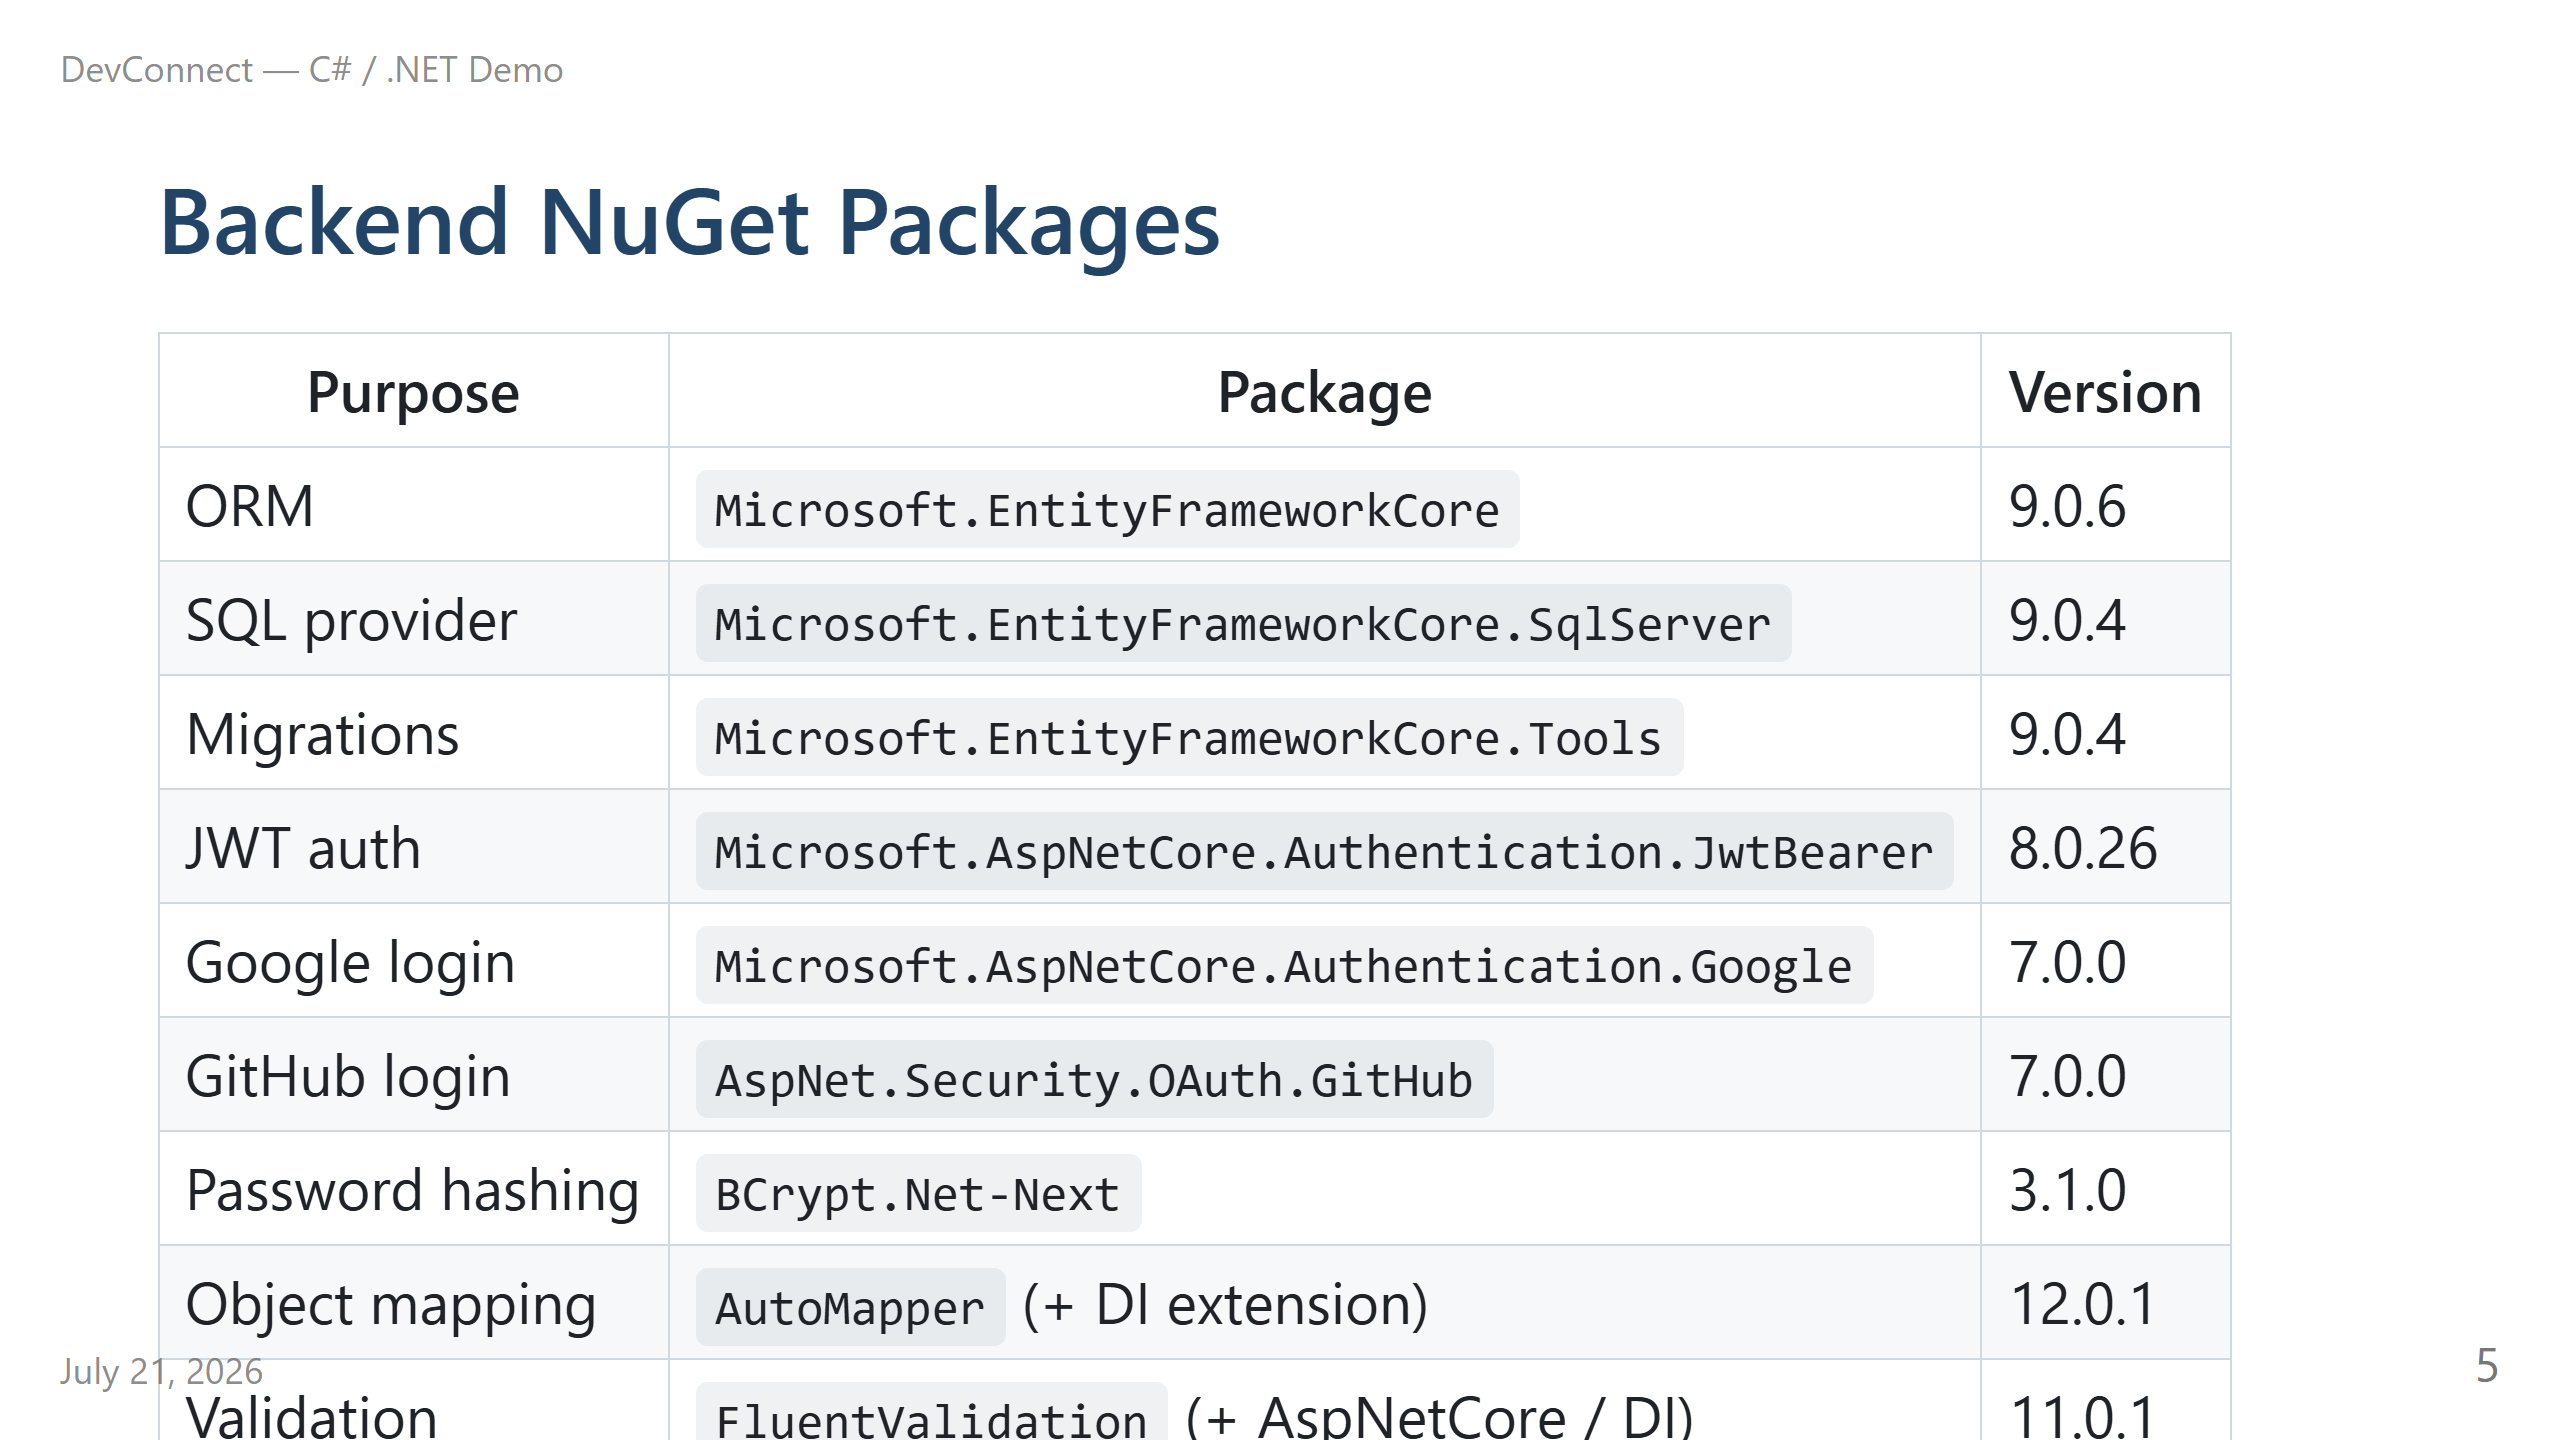 DevConnect — C# / .NET Demo
Backend NuGet Packages
Purpose Package Version
ORM Microsoft.EntityFrameworkCore 9.0.6
SQL provider Microsoft.EntityFrameworkCore.SqlServer 9.0.4
Migrations Microsoft.EntityFrameworkCore.Tools 9.0.4
JWT auth Microsoft.AspNetCore.Authentication.JwtBearer 8.0.26
Google login Microsoft.AspNetCore.Authentication.Google 7.0.0
GitHub login AspNet.Security.OAuth.GitHub 7.0.0
Password hashing BCrypt.Net-Next 3.1.0
Object mapping AutoMapper (+ DI extension) 12.0.1
Validation FluentValidation (+ AspNetCore / DI) 11.0.1
July 21, 2026
5